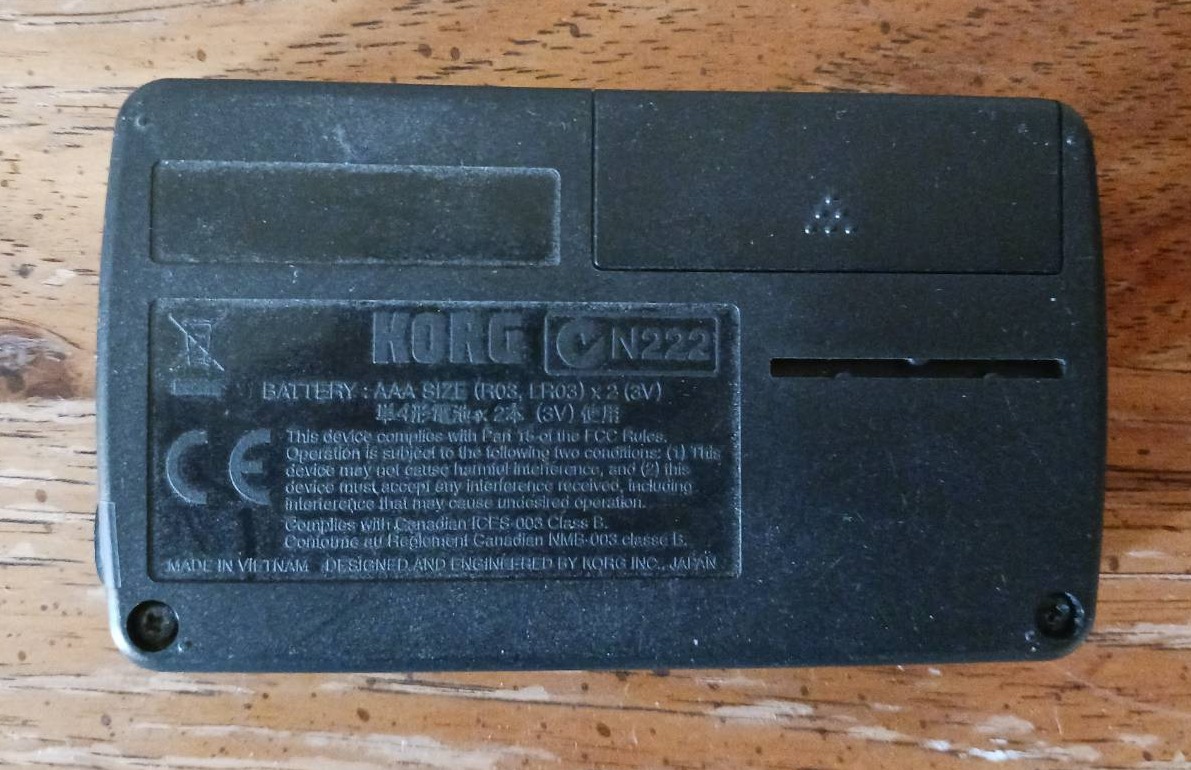 KORG N222
BATTERY : AAA SIZE (R03, LR03) x 2 (3V)
単4形電池 x 2本 (3V) 使用
CE This device complies with Part 15 of the FCC Rules.
Operation is subject to the following two conditions: (1) This
device may not cause harmful interference, and (2) this
device must accept any interference received, including
interference that may cause undesired operation.
Complies with Canadian ICES-003 Class B.
Conforme au Réglement Canadian NMB-003 classe B.
MADE IN VIETNAM DESIGNED AND ENGINEERED BY KORG INC., JAPAN